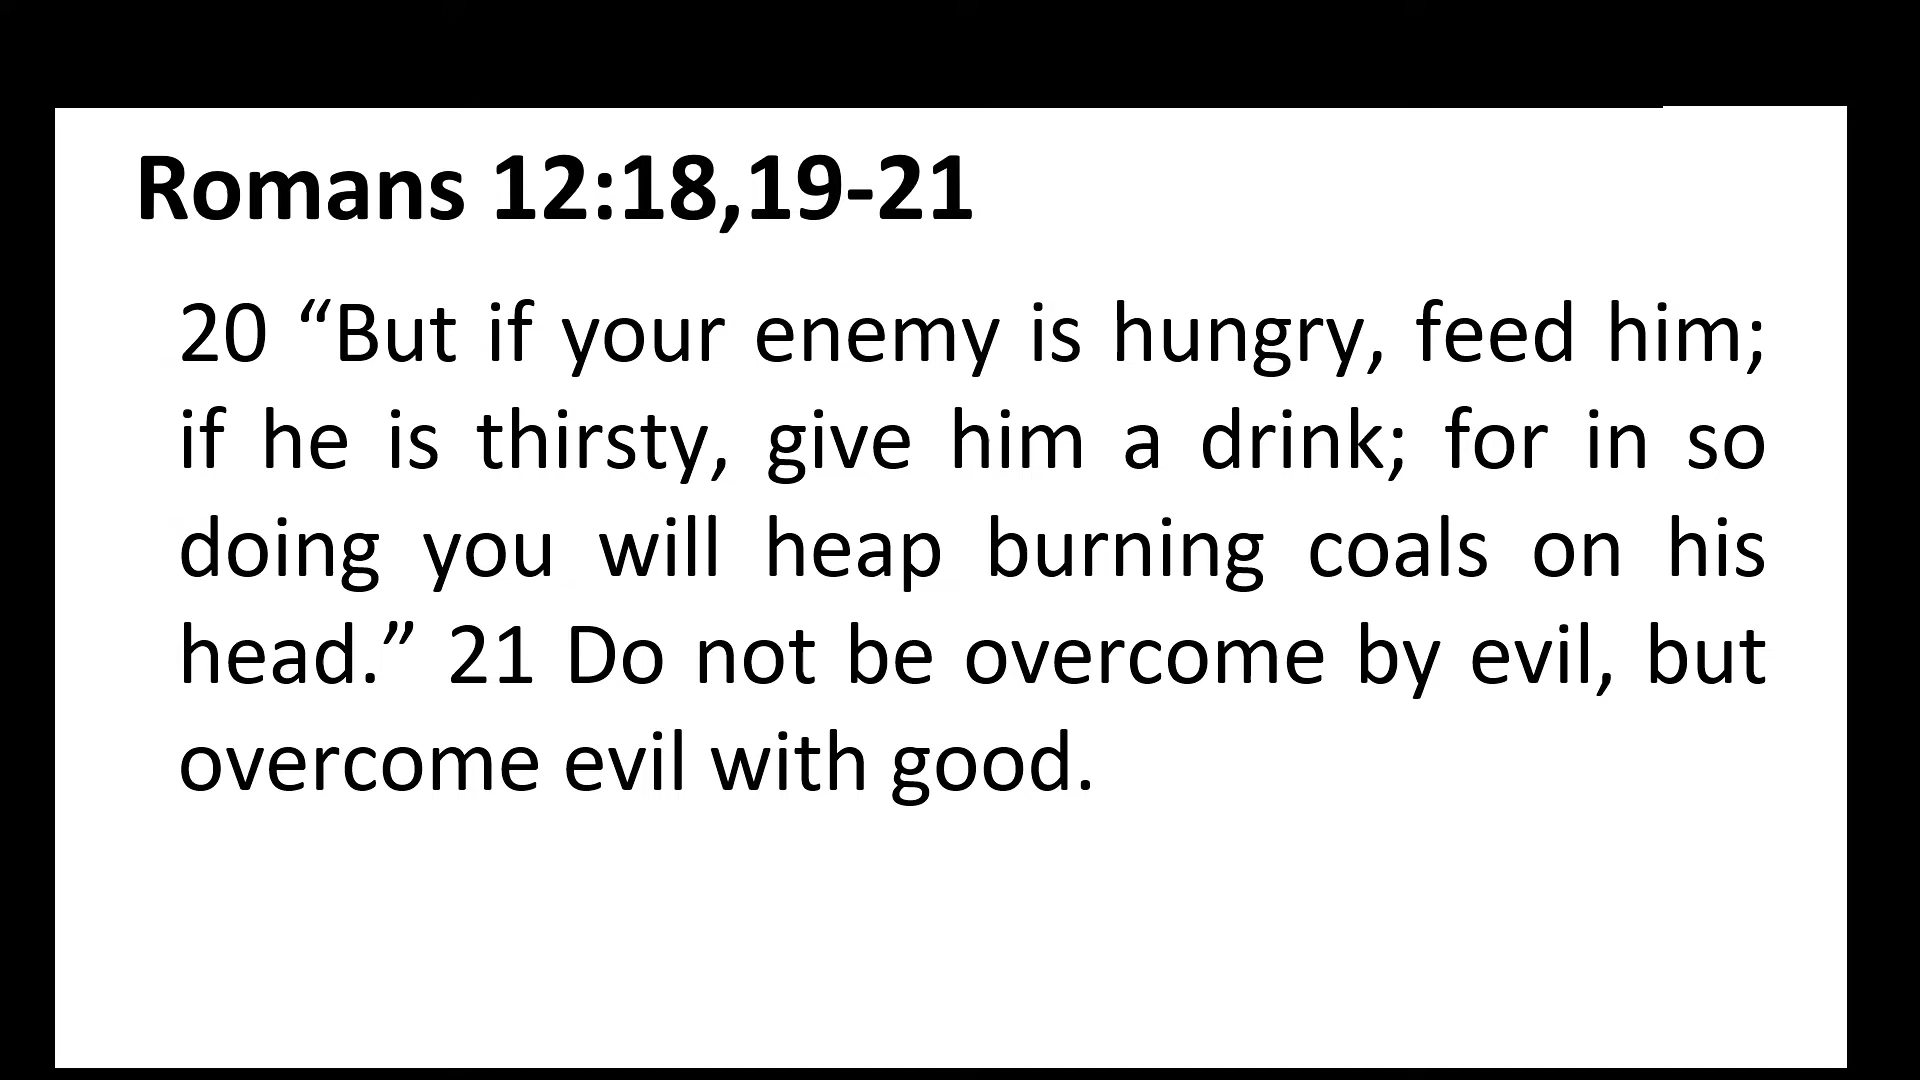 Romans 12:18,19-21
20 “But if your enemy is hungry, feed him;
if he is thirsty, give him a drink; for in so
doing you will heap burning coals on his
head.” 21 Do not be overcome by evil, but
overcome evil with good.